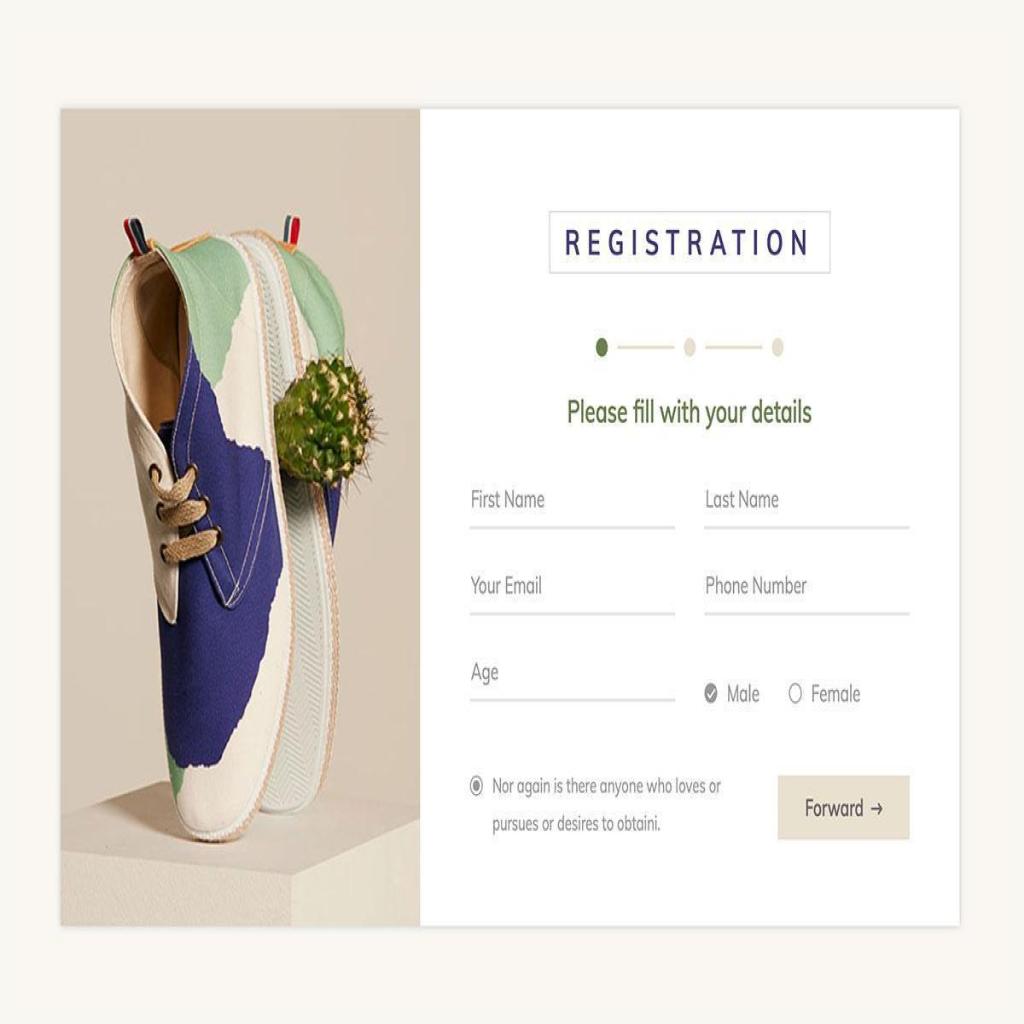 REGISTRATION
Please fill with your details
First Name
Last Name
Your Email
Phone Number
Age
Male
Female
Nor again is there anyone who loves or
pursues or desires to obtaini.
Forward →